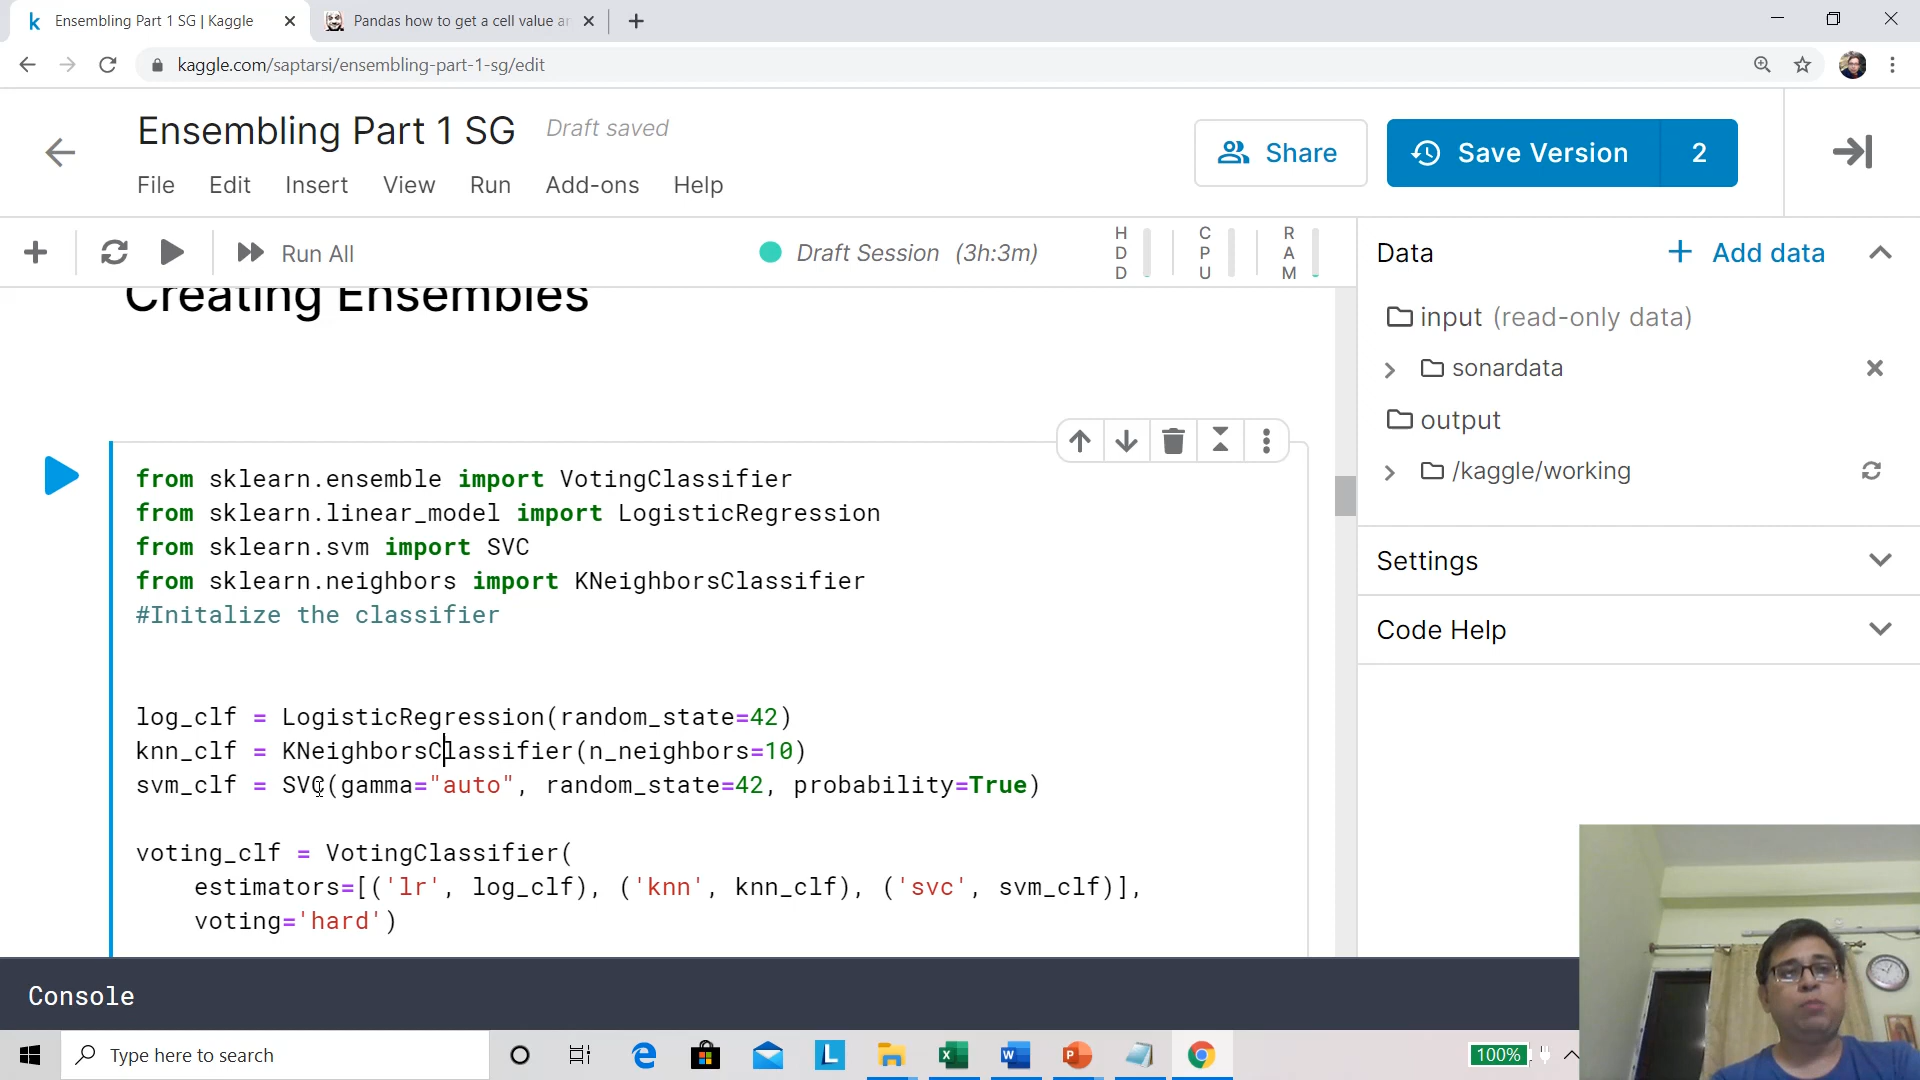 Ensembling Part 1 SG | Kaggle
Pandas how to get a cell value an
kaggle.com/saptarsi/ensembling-part-1-sg/edit
Ensembling Part 1 SG Draft saved
Share
Save Version 2
File Edit Insert View Run Add-ons Help
Run All
Draft Session (3h:3m)
HDD
CPU
RAM
Data
Add data
input (read-only data)
sonardata
output
/kaggle/working
Settings
Code Help
Creating Ensembles
from sklearn.ensemble import VotingClassifier
from sklearn.linear_model import LogisticRegression
from sklearn.svm import SVC
from sklearn.neighbors import KNeighborsClassifier
#Initalize the classifier
log_clf = LogisticRegression(random_state=42)
knn_clf = KNeighborsClassifier(n_neighbors=10)
svm_clf = SVC(gamma="auto", random_state=42, probability=True)
voting_clf = VotingClassifier(
estimators=[('lr', log_clf), ('knn', knn_clf), ('svc', svm_clf)],
voting='hard')
Console
Type here to search
100%